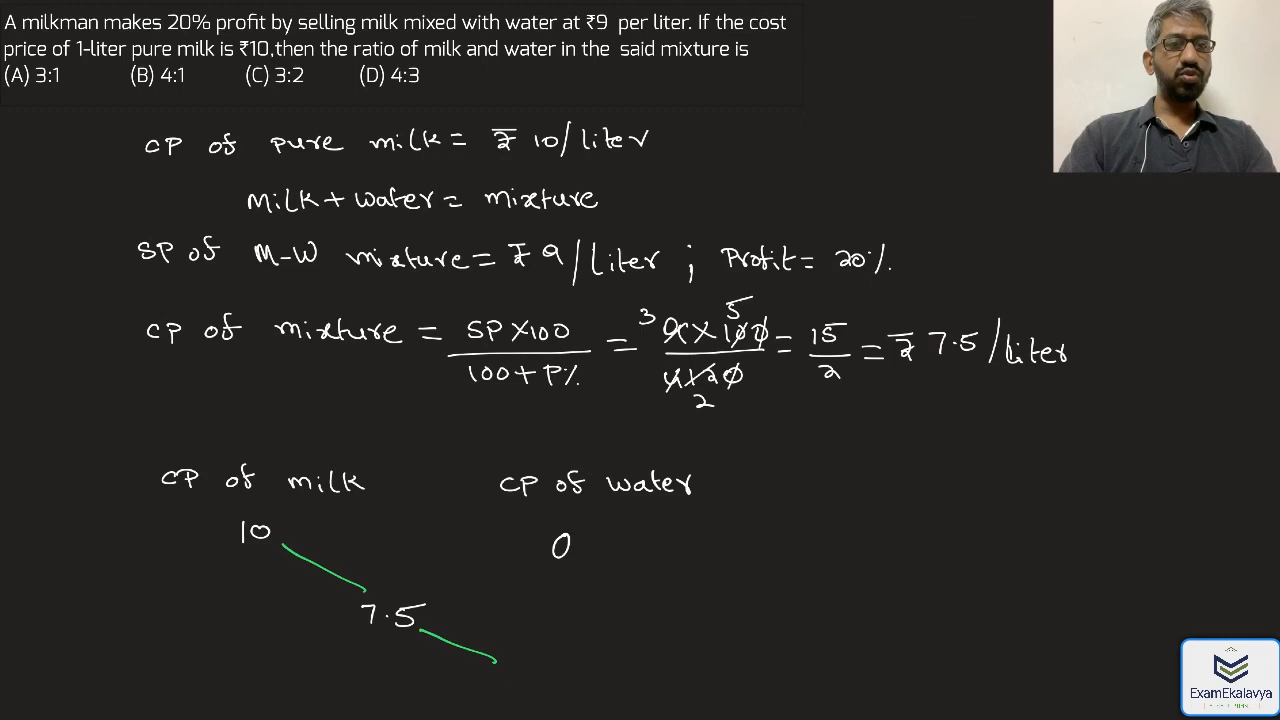 A milkman makes 20% profit by selling milk mixed with water at ₹9 per liter. If the cost
price of 1-liter pure milk is ₹10,then the ratio of milk and water in the said mixture is
(A) 3:1 (B) 4:1 (C) 3:2 (D) 4:3
CP of pure milk = ₹ 10/liter
milk + water = mixture
SP of M-W mixture = ₹ 9/liter ; Profit = 20%.
CP of mixture = SP×100 / 100+P% = 9×100 / 120 = 15/2 = ₹ 7.5/liter
3 5
2
CP of milk CP of water
10 0
7.5
ExamEkalavya